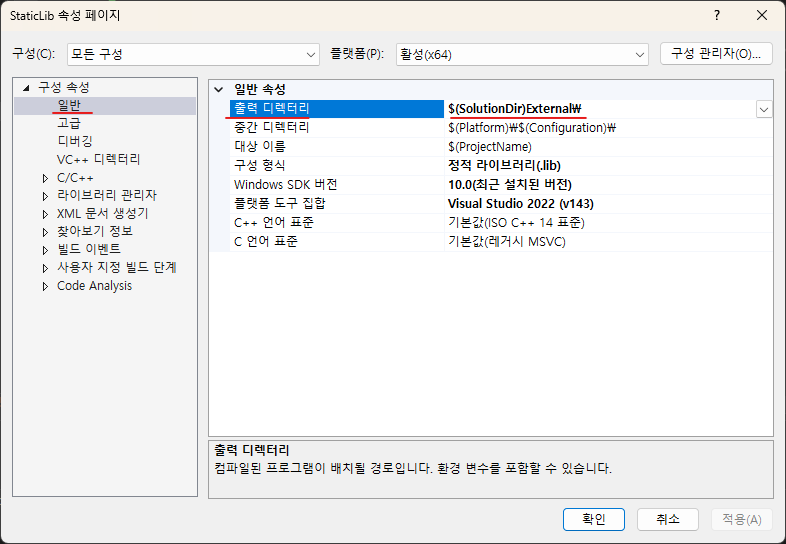 StaticLib 속성 페이지
구성(C): 모든 구성 플랫폼(P): 활성(x64) 구성 관리자(O)...
구성 속성
일반
고급
디버깅
VC++ 디렉터리
C/C++
라이브러리 관리자
XML 문서 생성기
찾아보기 정보
빌드 이벤트
사용자 지정 빌드 단계
Code Analysis
일반 속성
출력 디렉터리 $(SolutionDir)External₩
중간 디렉터리 $(Platform)₩$(Configuration)₩
대상 이름 $(ProjectName)
구성 형식 정적 라이브러리(.lib)
Windows SDK 버전 10.0(최근 설치된 버전)
플랫폼 도구 집합 Visual Studio 2022 (v143)
C++ 언어 표준 기본값(ISO C++ 14 표준)
C 언어 표준 기본값(레거시 MSVC)
출력 디렉터리
컴파일된 프로그램이 배치될 경로입니다. 환경 변수를 포함할 수 있습니다.
확인 취소 적용(A)